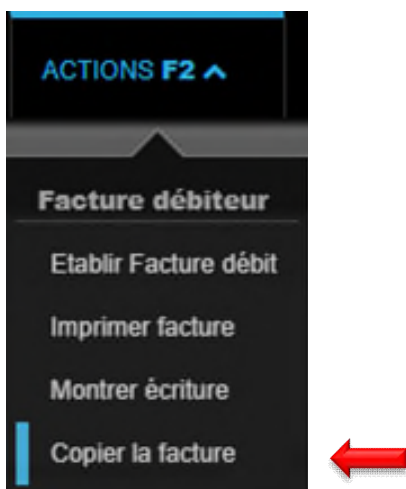 ACTIONS F2
Facture débiteur
Etablir Facture débit
Imprimer facture
Montrer écriture
Copier la facture